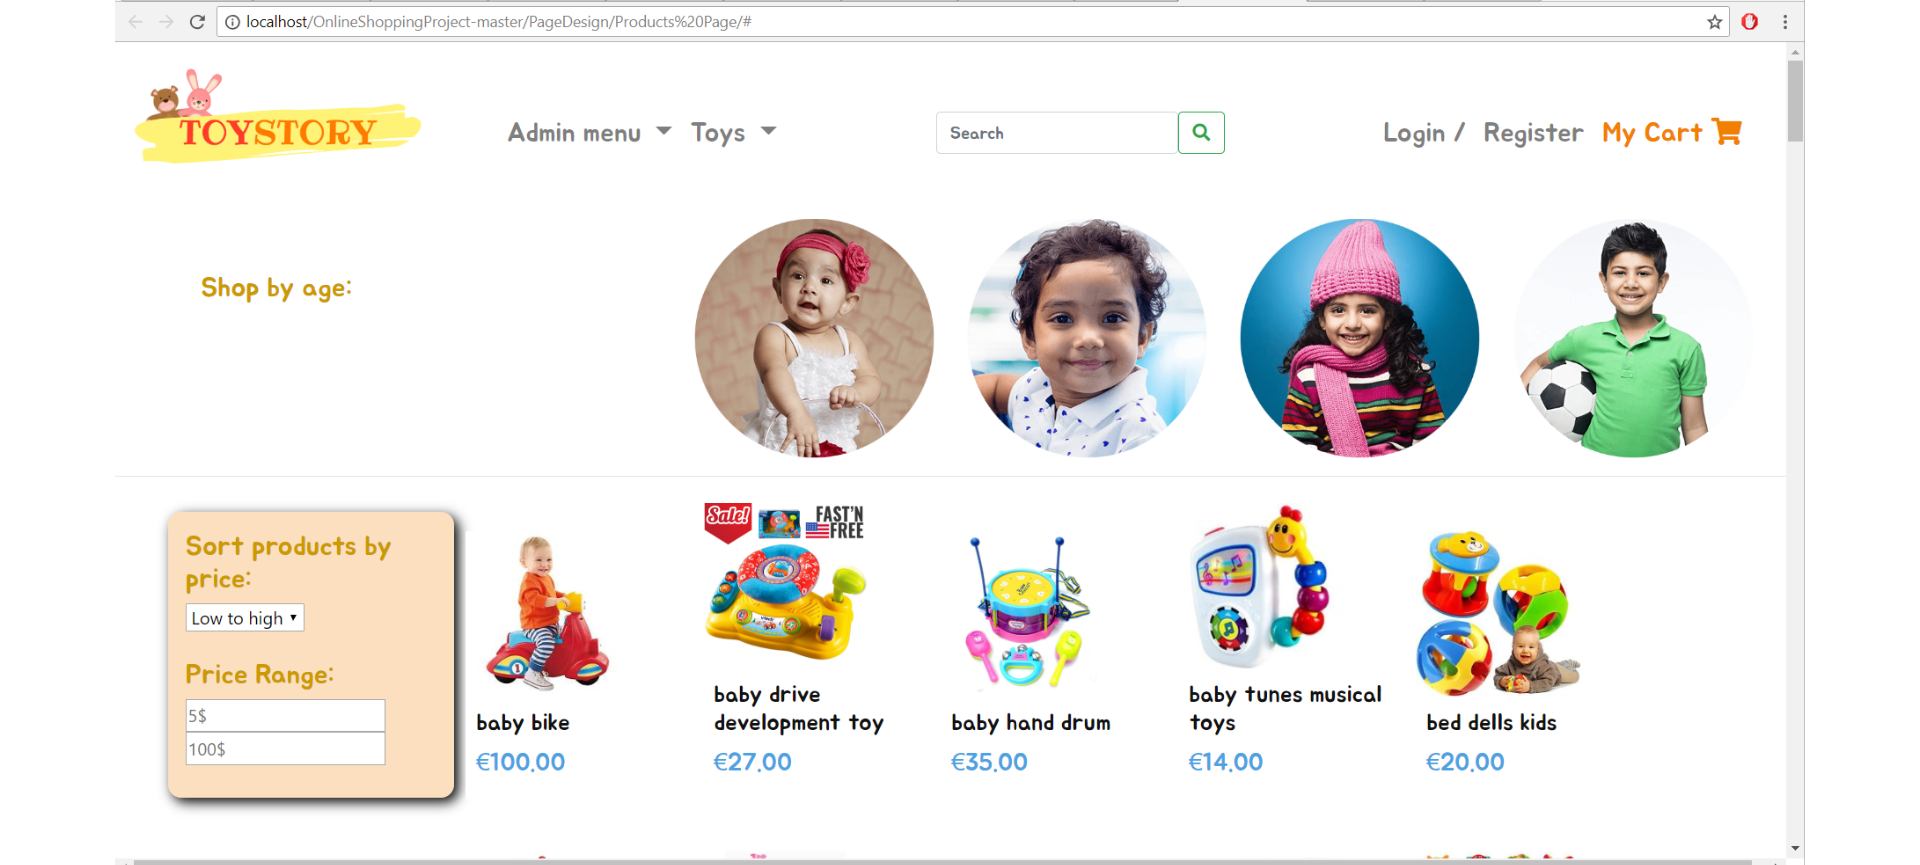 localhost/OnlineShoppingProject-master/PageDesign/Products%20Page/#
TOYSTORY
Admin menu Toys
Search
Login / Register My Cart
Shop by age:
Sort products by
price:
Low to high
Price Range:
5$
100$
Sale!
FAST'N
FREE
1
baby bike
€100.00
baby drive
development toy
€27.00
baby hand drum
€35.00
baby tunes musical
toys
€14.00
bed dells kids
€20.00